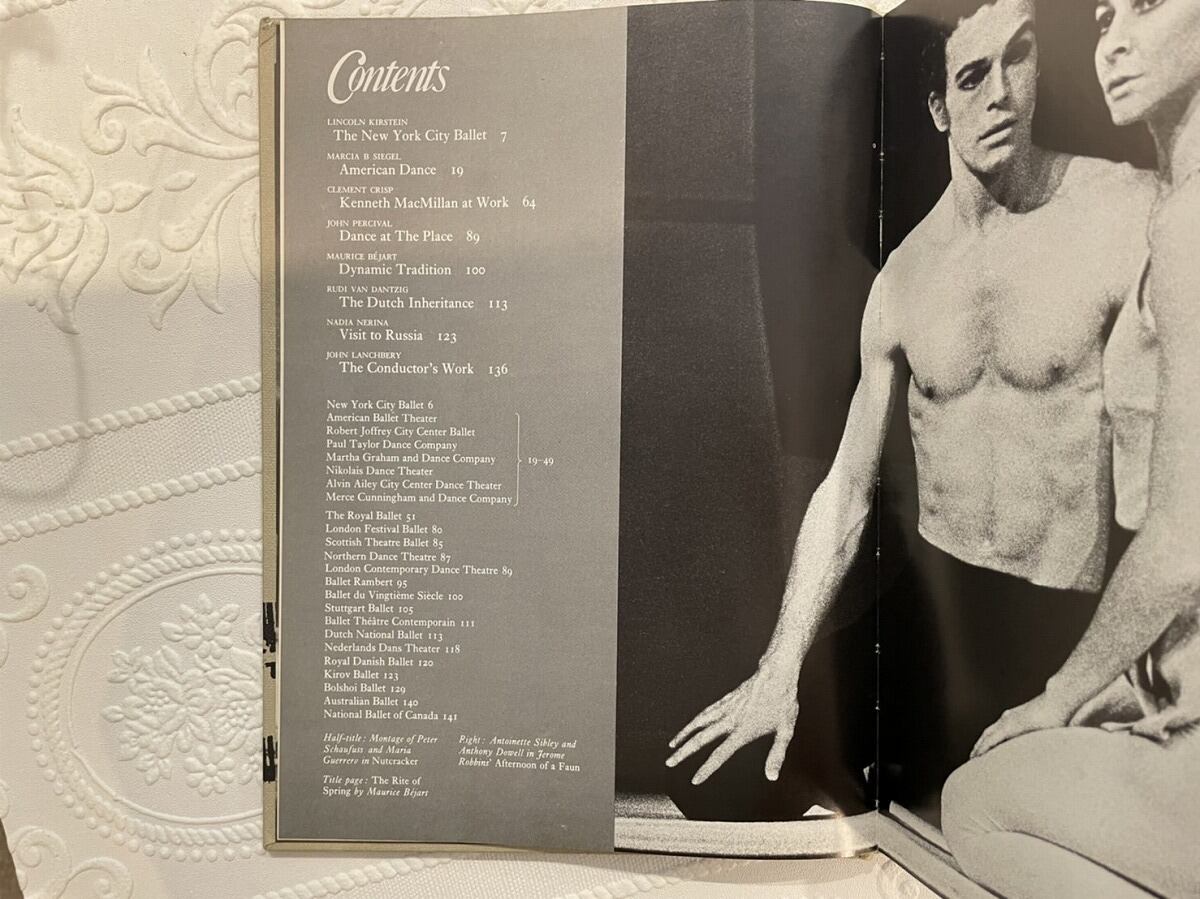 Contents
LINCOLN KIRSTEIN
The New York City Ballet 7
MARCIA B SIEGEL
American Dance 19
CLEMENT CRISP
Kenneth MacMillan at Work 64
JOHN PERCIVAL
Dance at The Place 89
MAURICE BÉJART
Dynamic Tradition 100
RUDI VAN DANTZIG
The Dutch Inheritance 113
NADIA NERINA
Visit to Russia 123
JOHN LANCHBERY
The Conductor's Work 136
New York City Ballet 6
American Ballet Theater
Robert Joffrey City Center Ballet
Paul Taylor Dance Company
Martha Graham and Dance Company
Nikolais Dance Theater
Alvin Ailey City Center Dance Theater
Merce Cunningham and Dance Company
19–49
The Royal Ballet 51
London Festival Ballet 80
Scottish Theatre Ballet 85
Northern Dance Theatre 87
London Contemporary Dance Theatre 89
Ballet Rambert 95
Ballet du Vingtième Siècle 100
Stuttgart Ballet 105
Ballet Théâtre Contemporain 111
Dutch National Ballet 113
Nederlands Dans Theater 118
Royal Danish Ballet 120
Kirov Ballet 123
Bolshoi Ballet 129
Australian Ballet 140
National Ballet of Canada 141
Half-title: Montage of Peter
Schaufuss and Maria
Guerrero in Nutcracker
Title page: The Rite of
Spring by Maurice Béjart
Right: Antoinette Sibley and
Anthony Dowell in Jerome
Robbins' Afternoon of a Faun